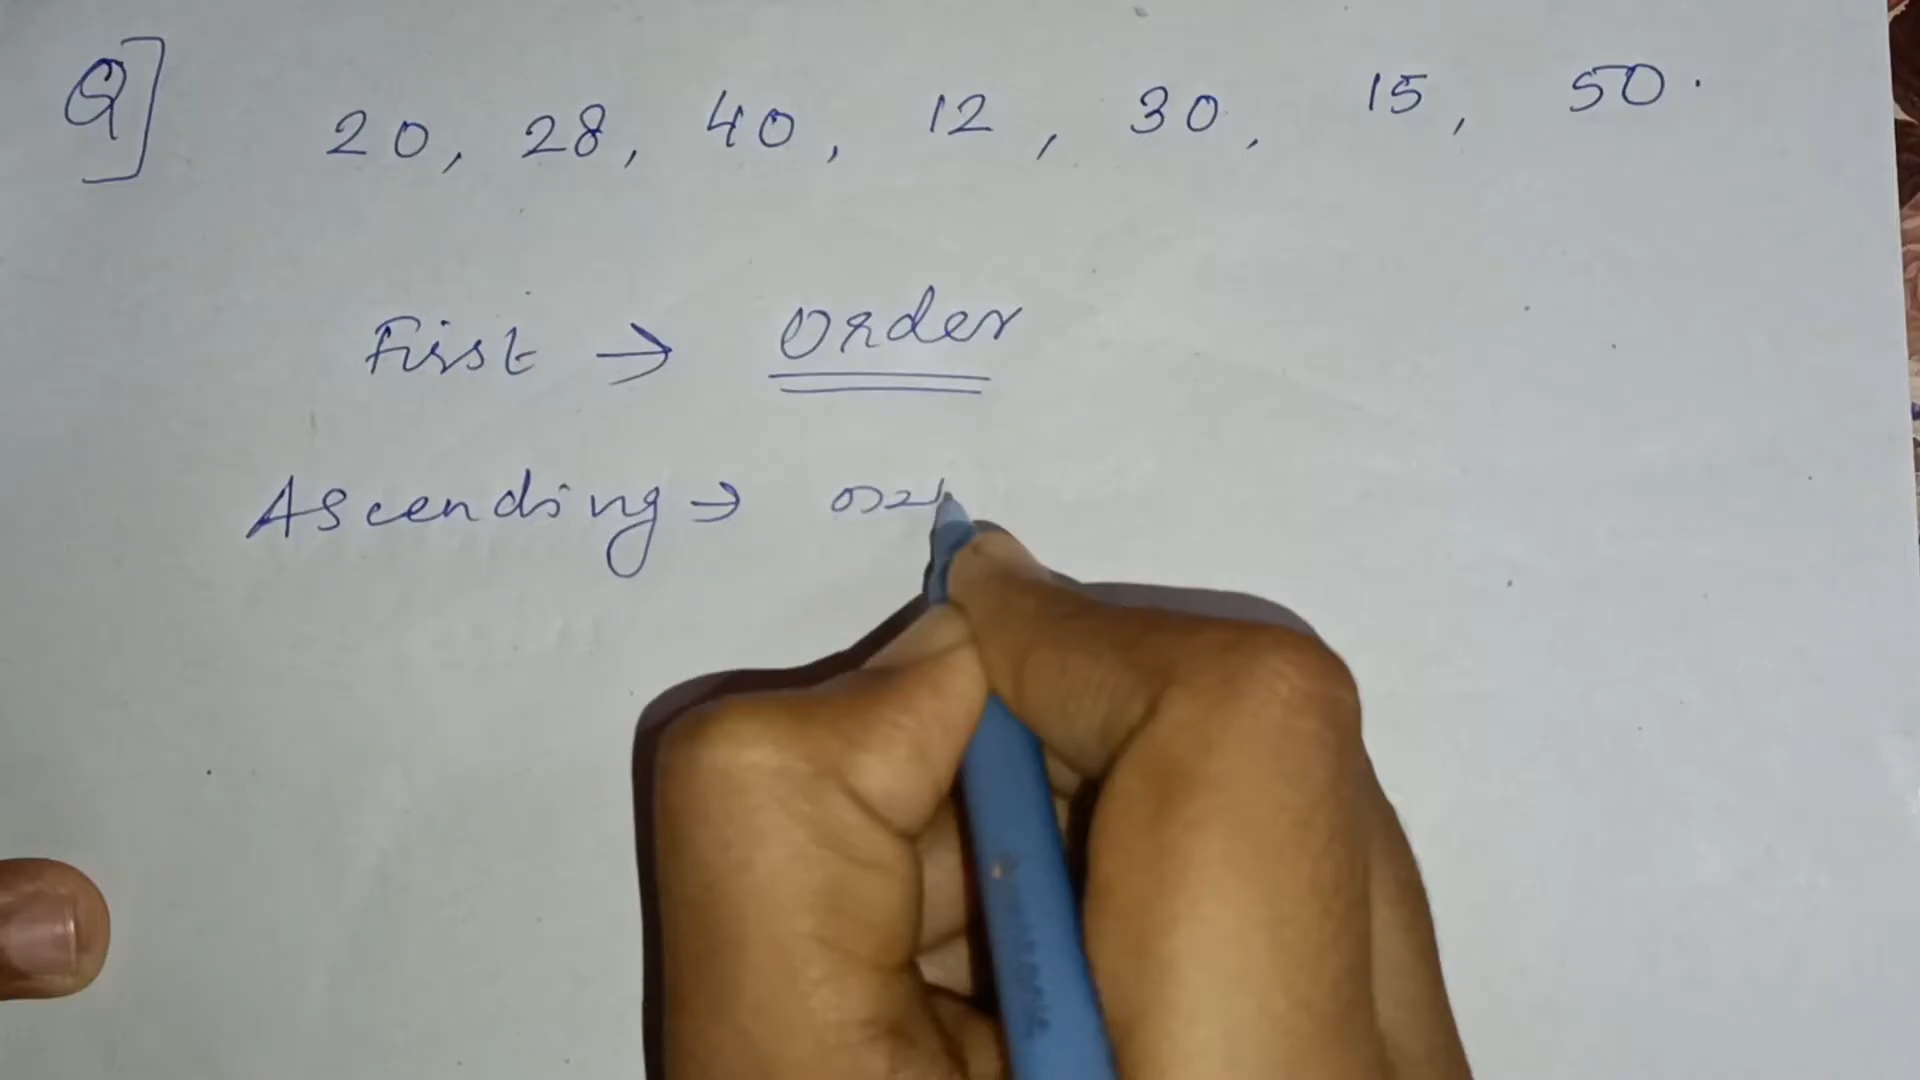 Q] 20, 28, 40, 12, 30, 15, 50.
First → Order
Ascending →